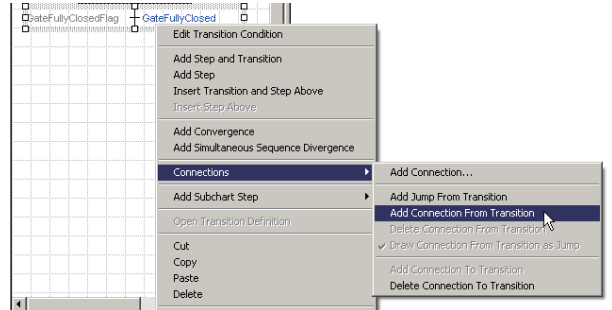 GateFullyClosedFlag GateFullyClosed
Edit Transition Condition
Add Step and Transition
Add Step
Insert Transition and Step Above
Insert Step Above
Add Convergence
Add Simultaneous Sequence Divergence
Connections
Add Subchart Step
Open Transition Definition
Cut
Copy
Paste
Delete
Add Connection...
Add Jump From Transition
Add Connection From Transition
Delete Connection From Transition
Draw Connection From Transition as Jump
Add Connection To Transition
Delete Connection To Transition